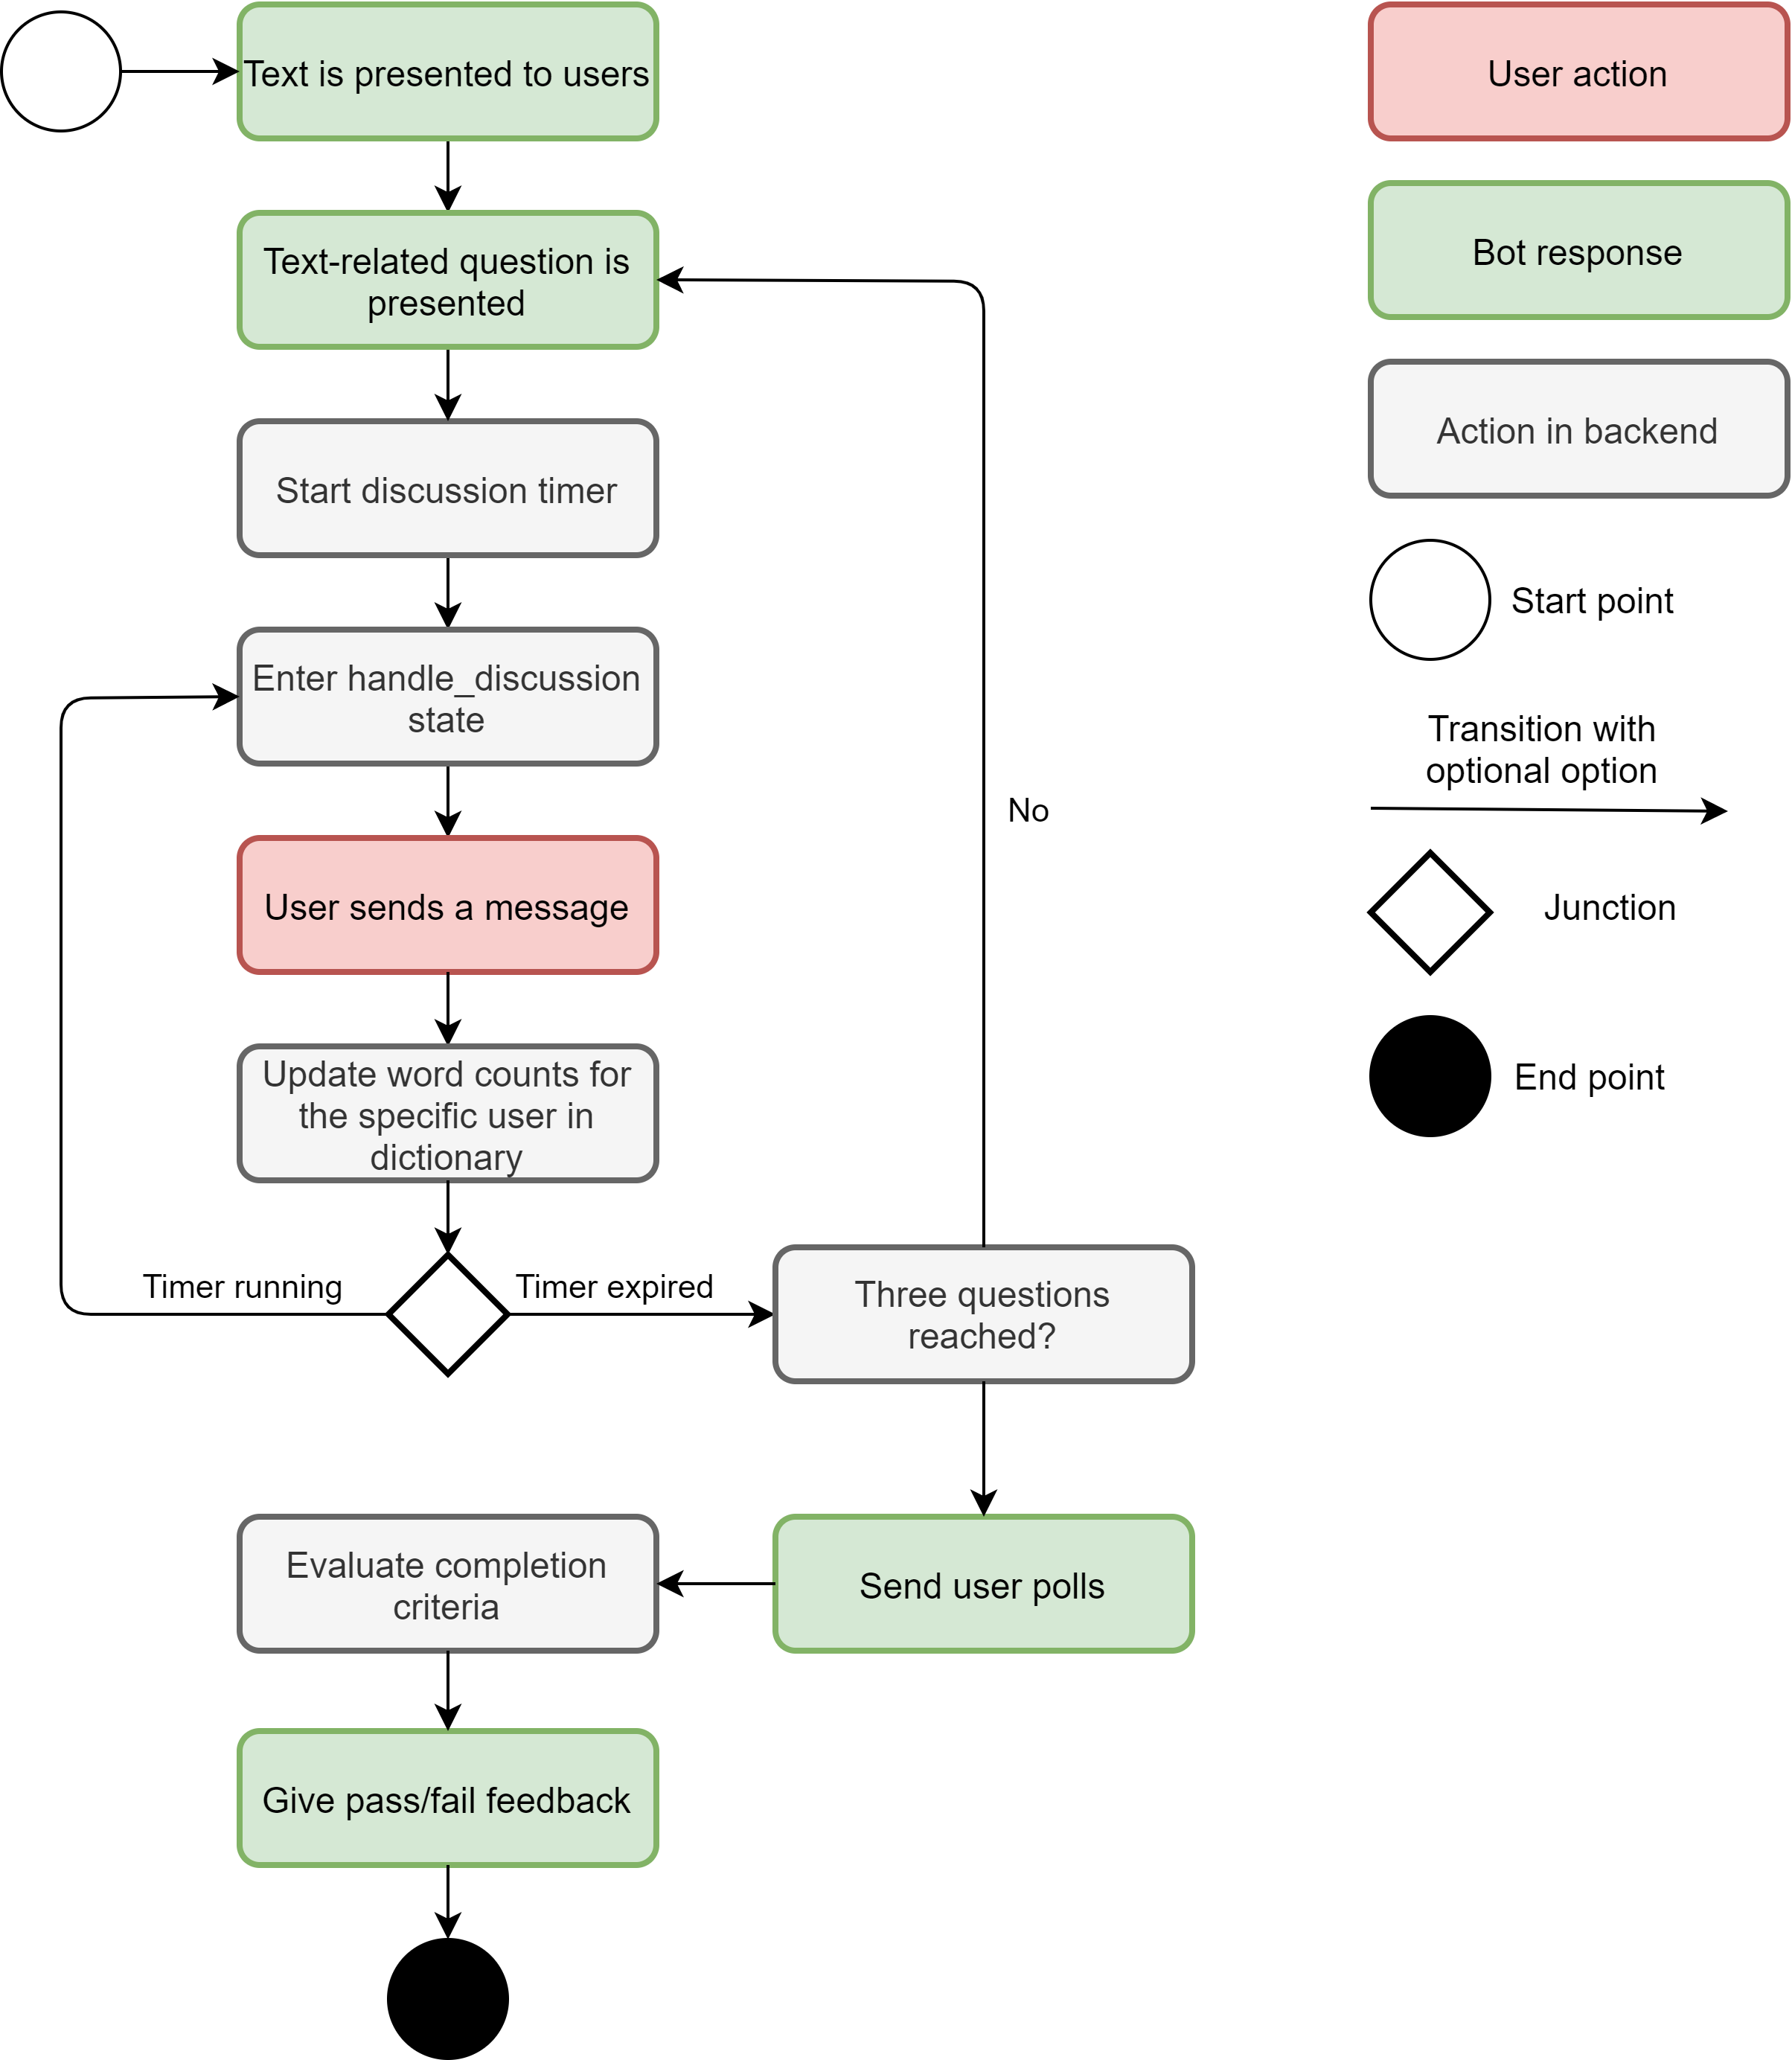 Text is presented to users
Text-related question is
presented
Start discussion timer
Enter handle_discussion
state
User sends a message
Update word counts for
the specific user in
dictionary
Timer running
Timer expired
Three questions
reached?
No
Send user polls
Evaluate completion
criteria
Give pass/fail feedback
User action
Bot response
Action in backend
Start point
Transition with
optional option
Junction
End point